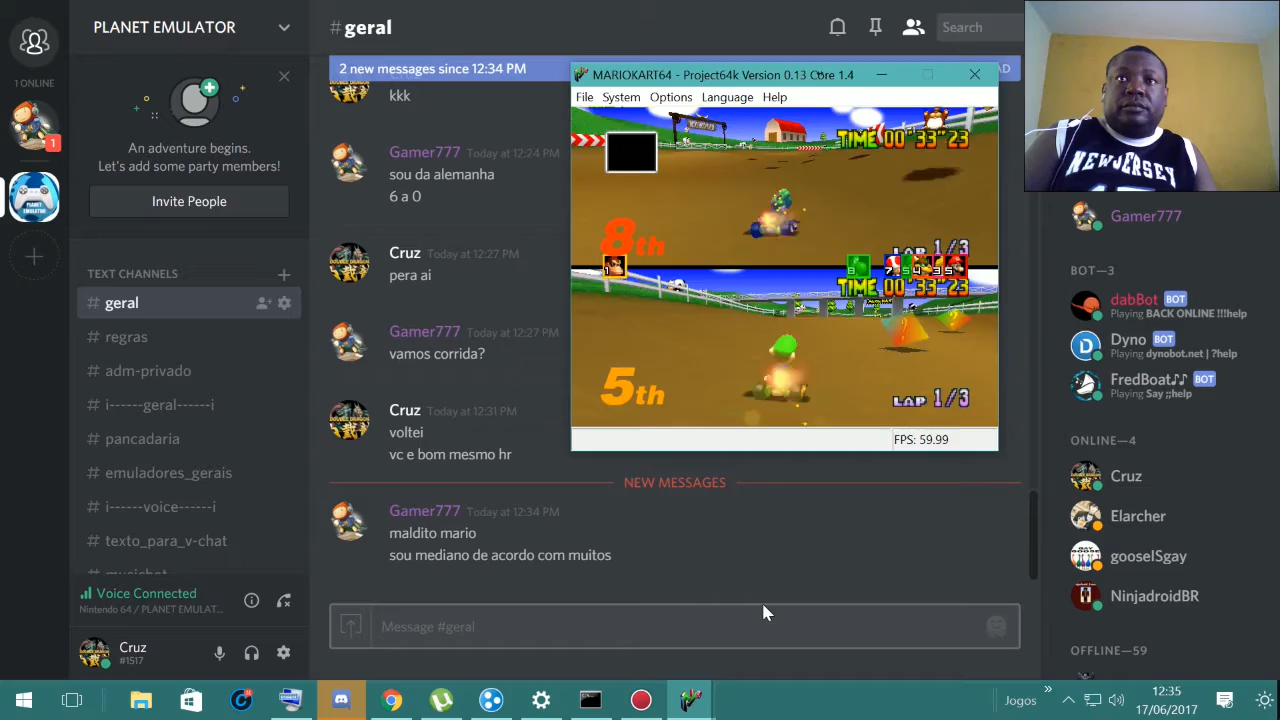 PLANET EMULATOR
1 ONLINE
1
An adventure begins.
Let's add some party members!
Invite People
TEXT CHANNELS
# geral
# regras
# adm-privado
# i------geral------i
# pancadaria
# emuladores_gerais
# i------voice------i
# texto_para_v-chat
Voice Connected
Nintendo 64 / PLANET EMULAT...
Cruz
#1517
#geral
Search
2 new messages since 12:34 PM
kkk
Gamer777 Today at 12:24 PM
sou da alemanha
6 a 0
Cruz Today at 12:27 PM
pera ai
Gamer777 Today at 12:27 PM
vamos corrida?
Cruz Today at 12:31 PM
voltei
vc e bom mesmo hr
NEW MESSAGES
Gamer777 Today at 12:34 PM
maldito mario
sou mediano de acordo com muitos
Message #geral
MARIOKART64 - Project64k Version 0.13 Core 1.4
File System Options Language Help
TIME 00"33"23
8th
LAP 1/3
TIME 00"33"23
5th
LAP 1/3
FPS: 59.99
NEW JERSEY
Gamer777
BOT—3
dabBot BOT
Playing BACK ONLINE !!!help
Dyno BOT
Playing dynobot.net | ?help
FredBoat♪♪ BOT
Playing Say ;;help
ONLINE—4
Cruz
Elarcher
gooseISgay
NinjadroidBR
OFFLINE—59
Jogos
12:35
17/06/2017